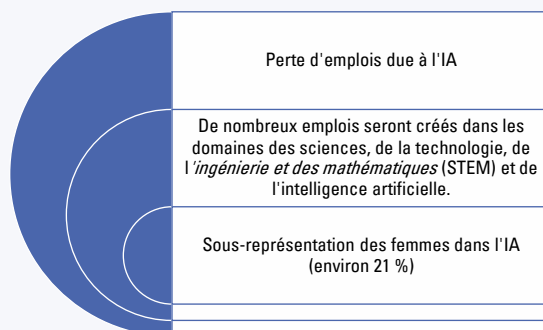 Perte d'emplois due à l'IA
De nombreux emplois seront créés dans les
domaines des sciences, de la technologie, de
l'ingénierie et des mathématiques (STEM) et de
l'intelligence artificielle.
Sous-représentation des femmes dans l'IA
(environ 21 %)